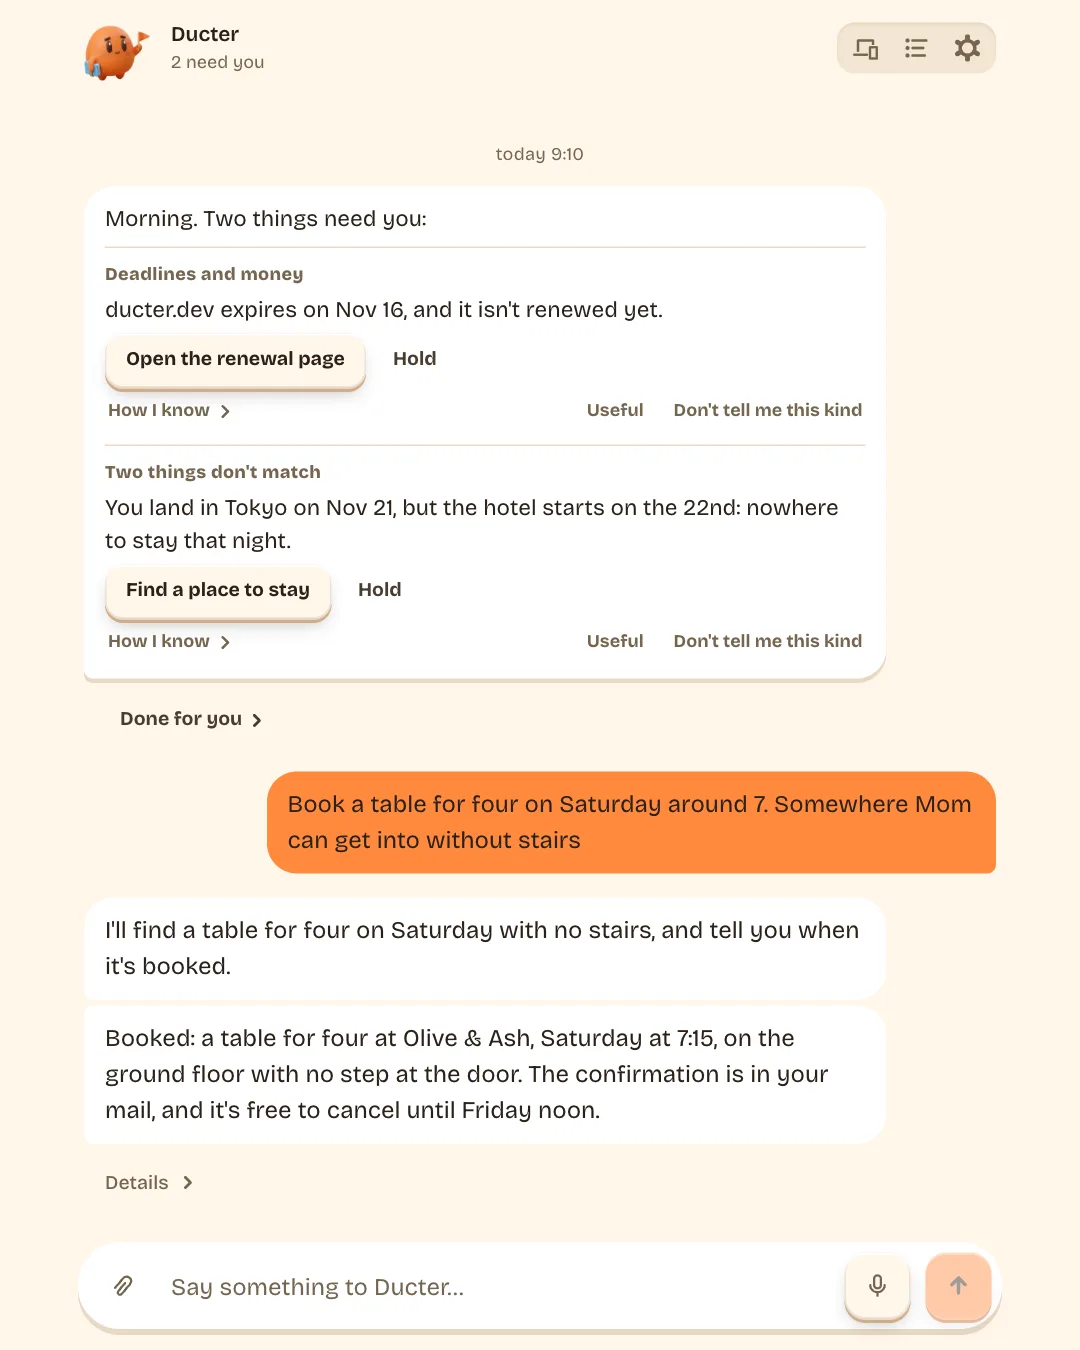 Ducter
2 need you
today 9:10
Morning. Two things need you:
Deadlines and money
ducter.dev expires on Nov 16, and it isn't renewed yet.
Open the renewal page
Hold
How I know
Useful
Don't tell me this kind
Two things don't match
You land in Tokyo on Nov 21, but the hotel starts on the 22nd: nowhere
to stay that night.
Find a place to stay
Hold
How I know
Useful
Don't tell me this kind
Done for you
Book a table for four on Saturday around 7. Somewhere Mom
can get into without stairs
I'll find a table for four on Saturday with no stairs, and tell you when
it's booked.
Booked: a table for four at Olive & Ash, Saturday at 7:15, on the
ground floor with no step at the door. The confirmation is in your
mail, and it's free to cancel until Friday noon.
Details
Say something to Ducter...